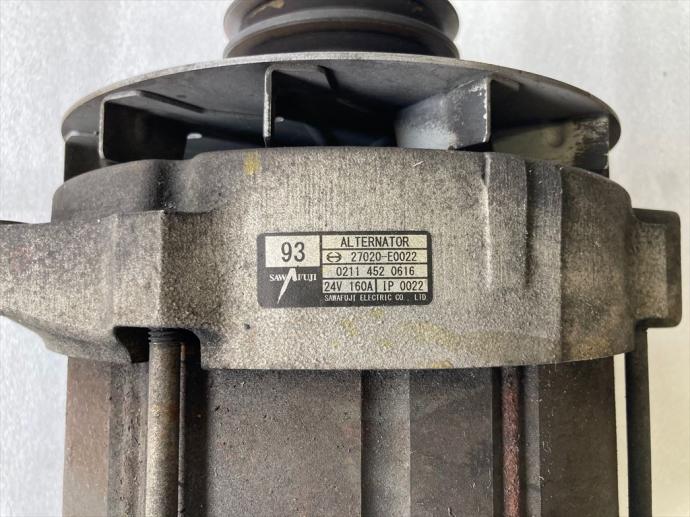 93
ALTERNATOR
27020-E0022
0211 452 0616
SAWAFUJI
24V 160A IP 0022
SAWAFUJI ELECTRIC CO., LTD